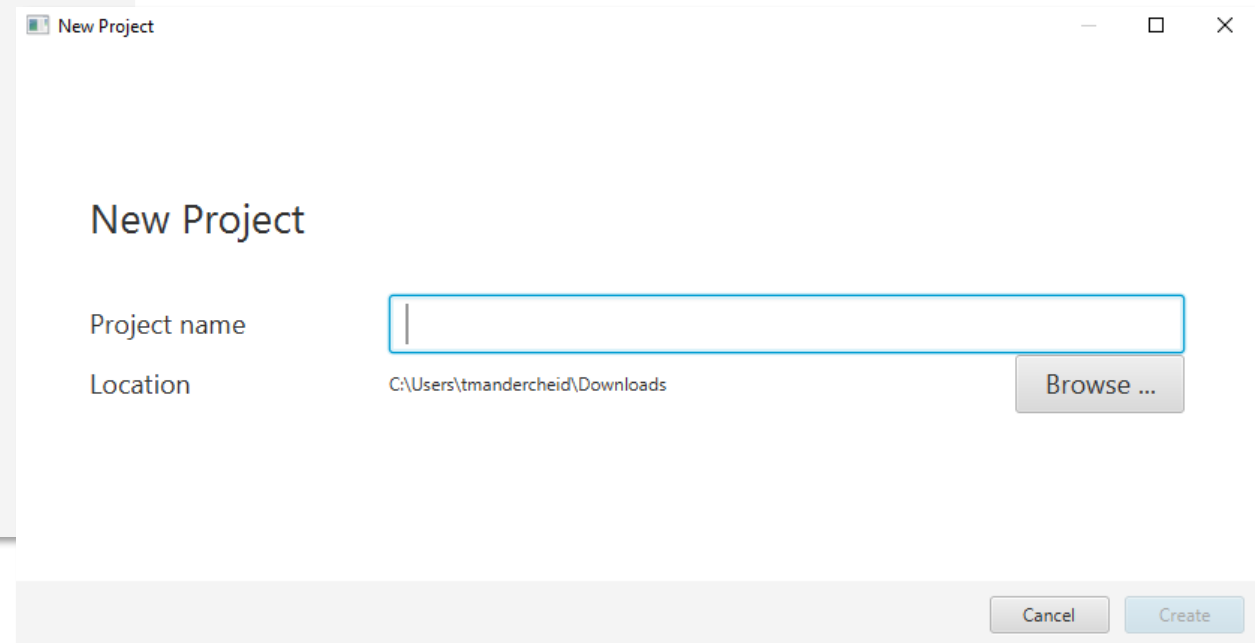 New Project
New Project
Project name
Location C:\Users\tmandercheid\Downloads Browse ...
Cancel Create